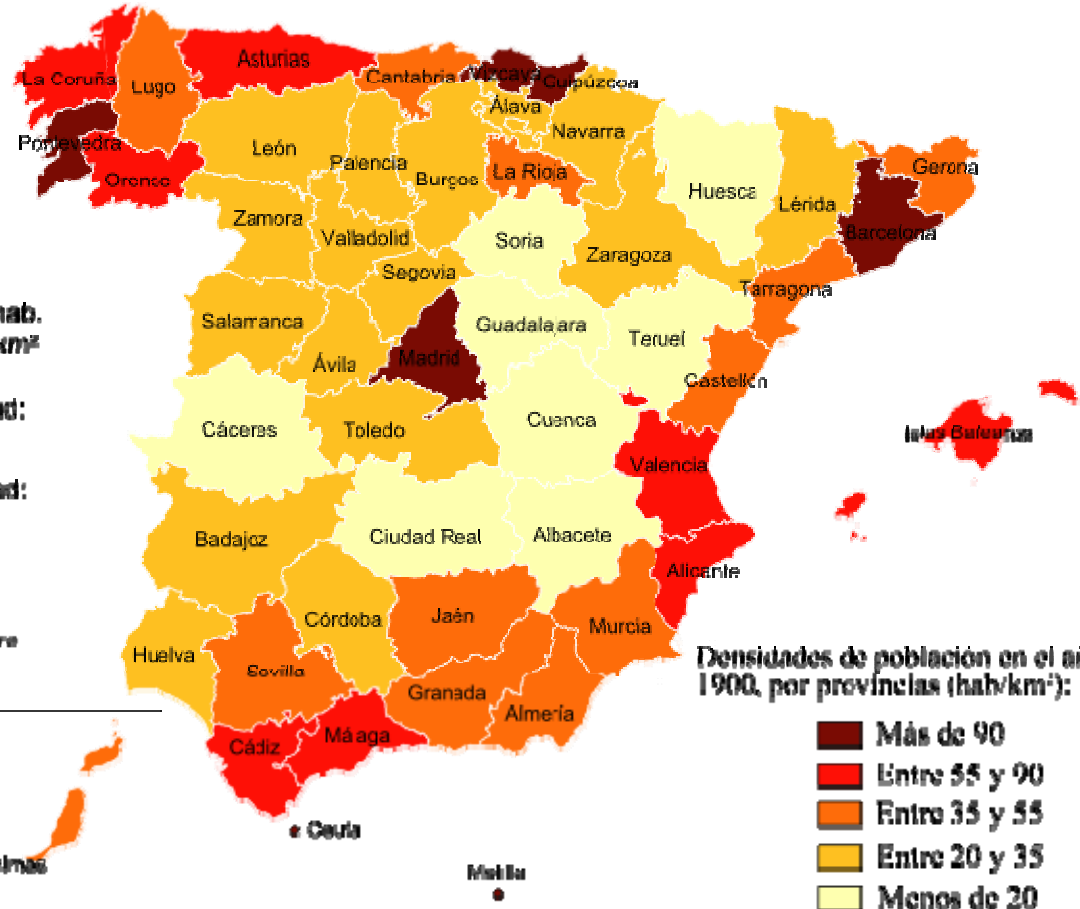 Asturias
La Coruña
Lugo
Cantabria
Vizcaya
Guipúzcoa
Álava
Navarra
Pontevedra
Orense
León
Palencia
Burgos
La Rioja
Huesca
Lérida
Gerona
Barcelona
Zamora
Valladolid
Soria
Zaragoza
Segovia
Tarragona
hab.
km²
Salamanca
Ávila
Madrid
Guadalajara
Teruel
Castellón
Cáceres
Toledo
Cuenca
Valencia
Islas Baleares
Badajoz
Ciudad Real
Albacete
Alicante
Córdoba
Jaén
Murcia
Huelva
Sevilla
Granada
Almería
Cádiz
Málaga
Ceuta
Melilla
Densidades de población en el añ
1900, por provincias (hab/km²):
Más de 90
Entre 55 y 90
Entre 35 y 55
Entre 20 y 35
Menos de 20